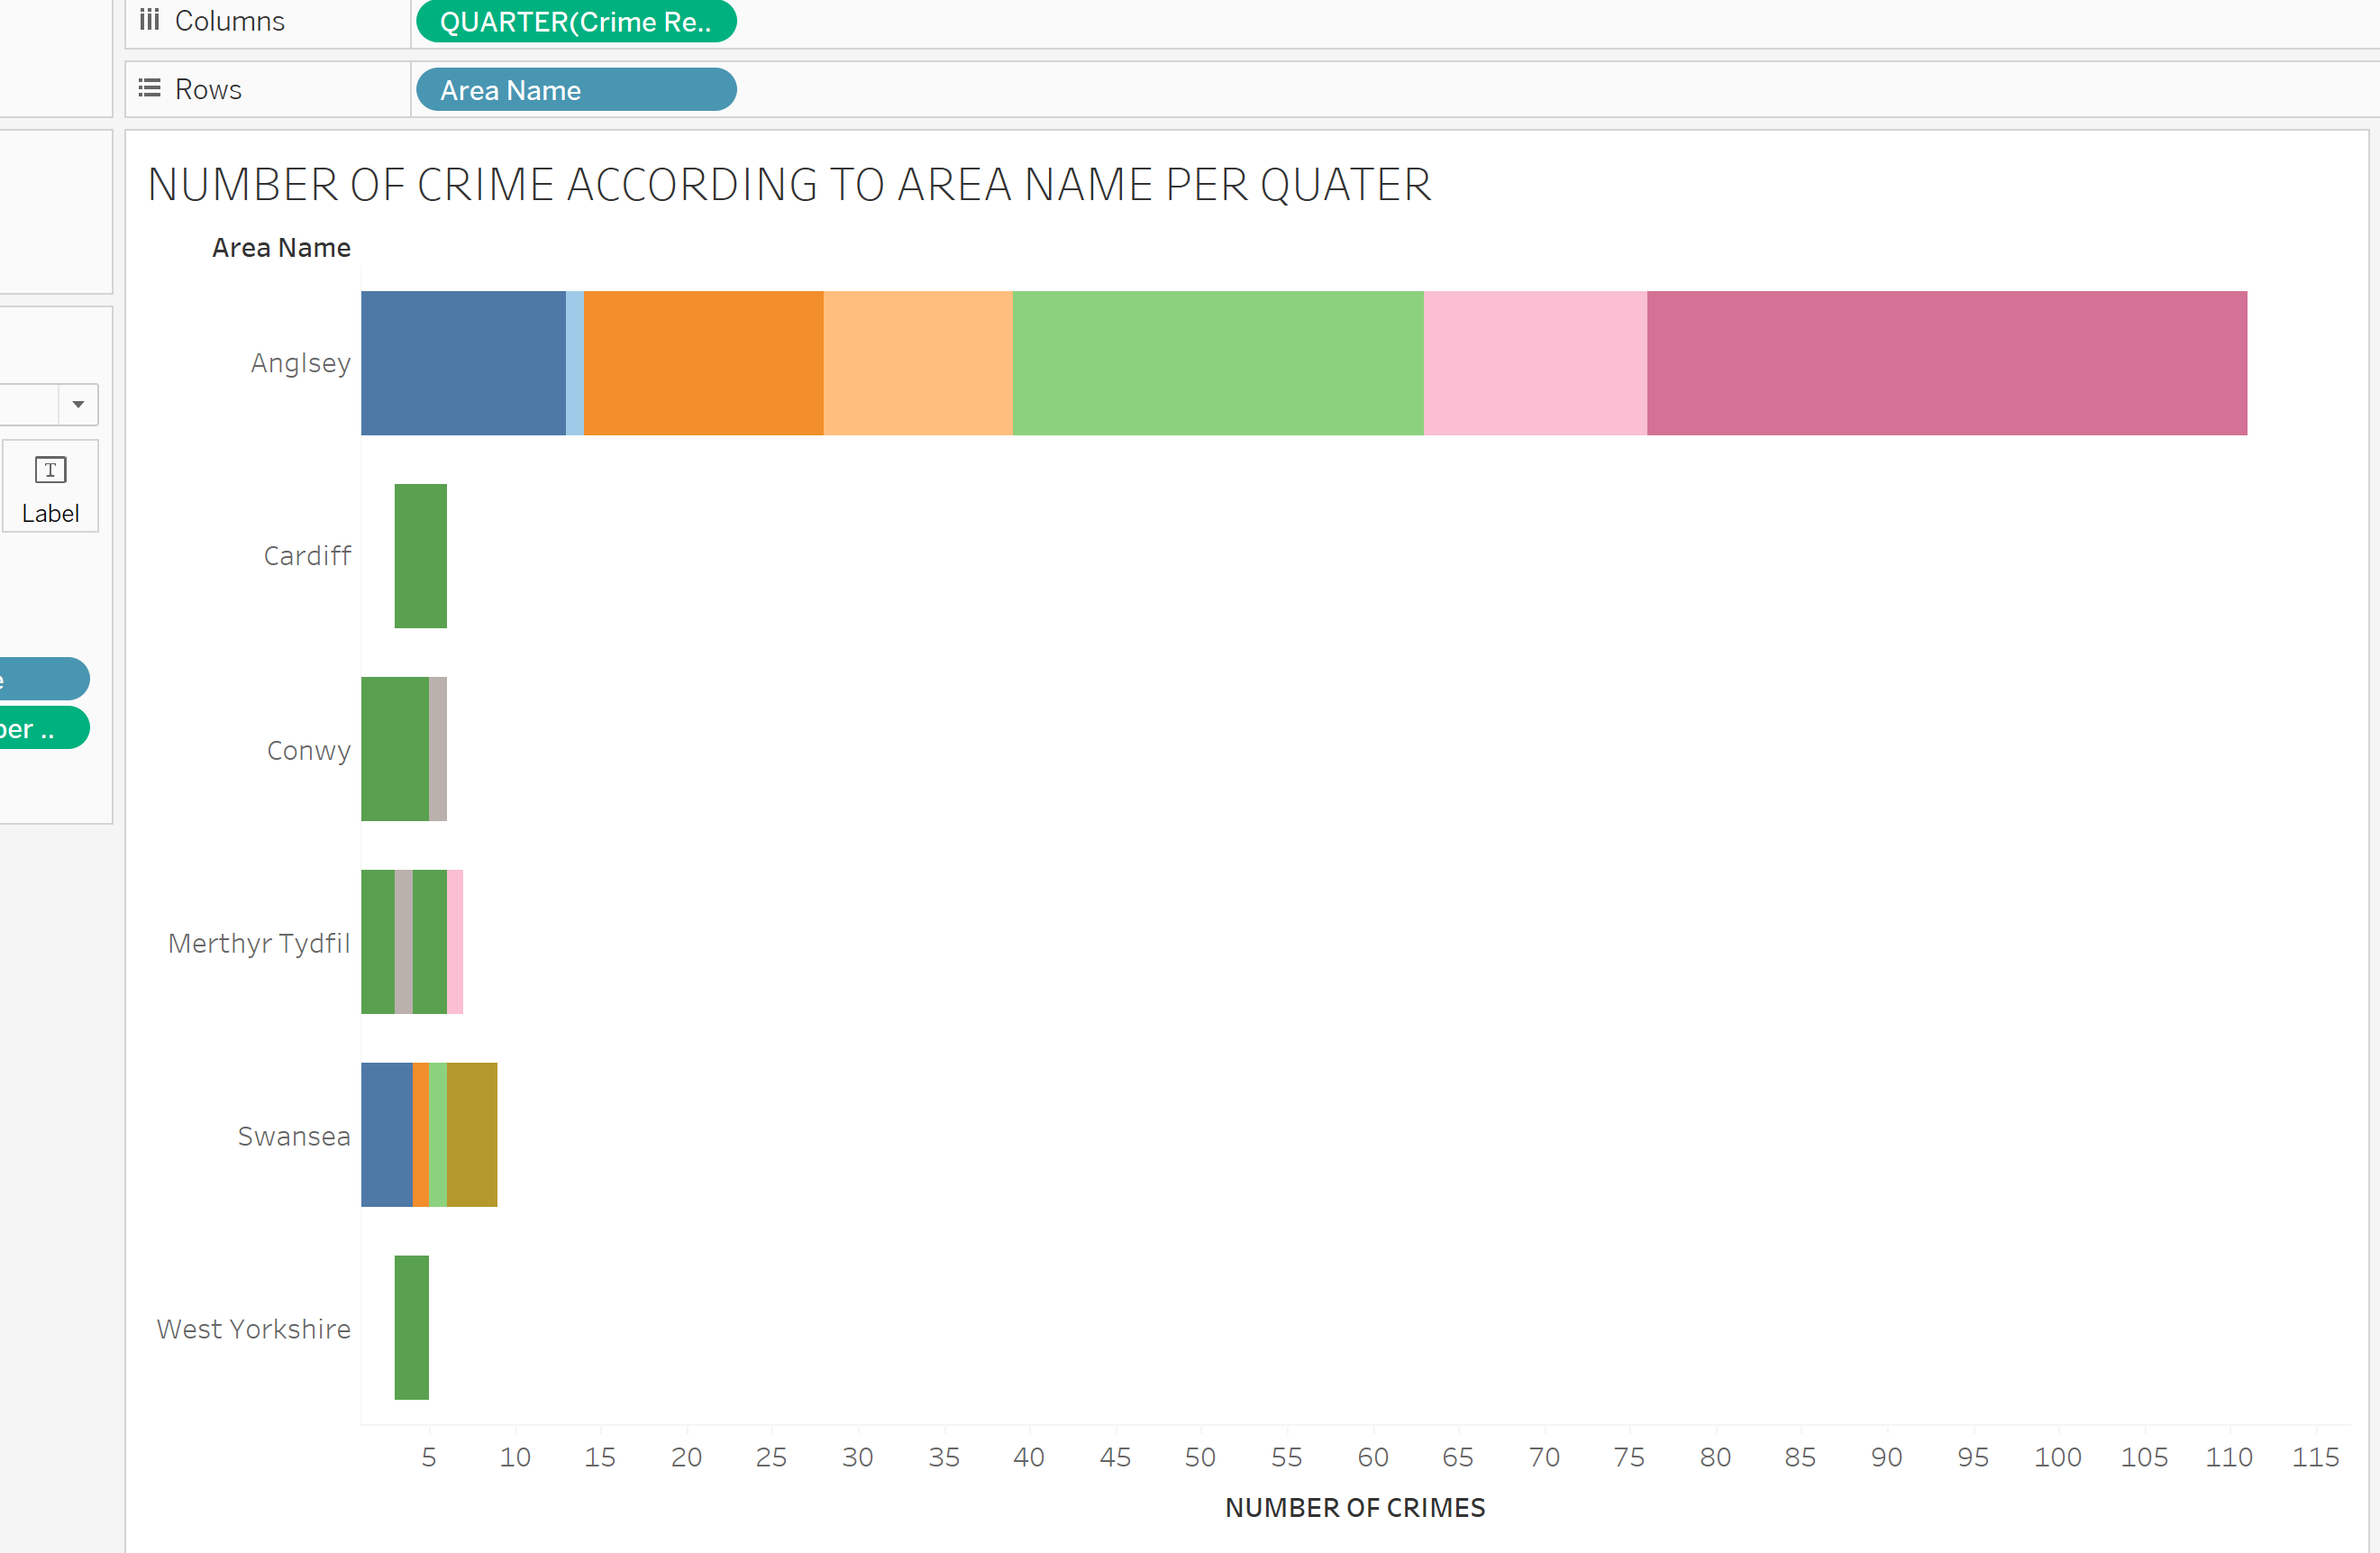 Columns QUARTER(Crime Re..
Rows Area Name
NUMBER OF CRIME ACCORDING TO AREA NAME PER QUATER
Area Name
Anglsey
Cardiff
Label
Conwy
e
per ..
Merthyr Tydfil
Swansea
West Yorkshire
5 10 15 20 25 30 35 40 45 50 55 60 65 70 75 80 85 90 95 100 105 110 115
NUMBER OF CRIMES